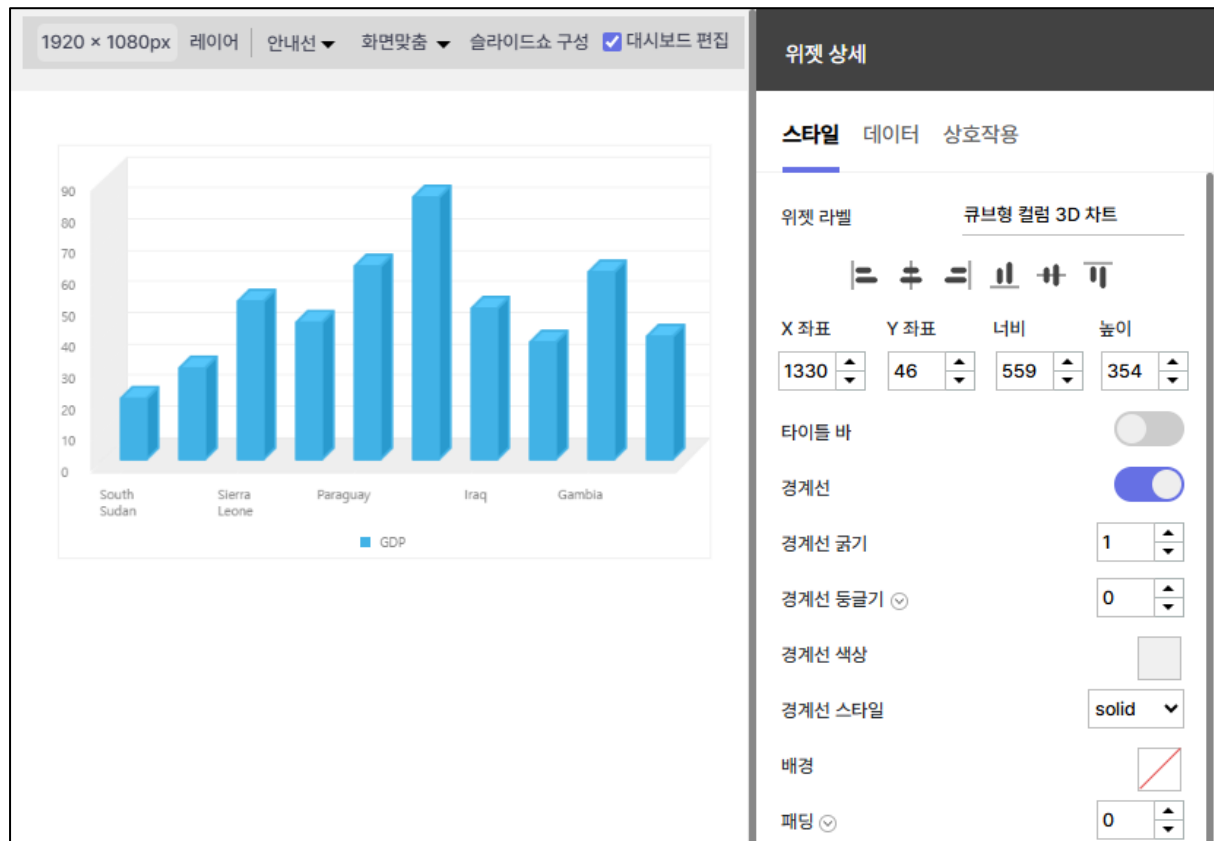 1920 × 1080px 레이어 안내선 화면맞춤 슬라이드쇼 구성 대시보드 편집
90
80
70
60
50
40
30
20
10
0
South Sudan
Sierra Leone
Paraguay
Iraq
Gambia
GDP
위젯 상세
스타일 데이터 상호작용
위젯 라벨 큐브형 컬럼 3D 차트
X 좌표 Y 좌표 너비 높이
1330 46 559 354
타이틀 바
경계선
경계선 굵기 1
경계선 둥글기 0
경계선 색상
경계선 스타일 solid
배경
패딩 0